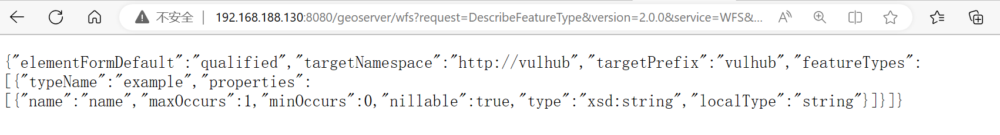 不安全 | 192.168.188.130:8080/geoserver/wfs?request=DescribeFeatureType&version=2.0.0&service=WFS&...
{"elementFormDefault":"qualified","targetNamespace":"http://vulhub","targetPrefix":"vulhub","featureTypes":
[{"typeName":"example","properties":
[{"name":"name","maxOccurs":1,"minOccurs":0,"nillable":true,"type":"xsd:string","localType":"string"}]}]}